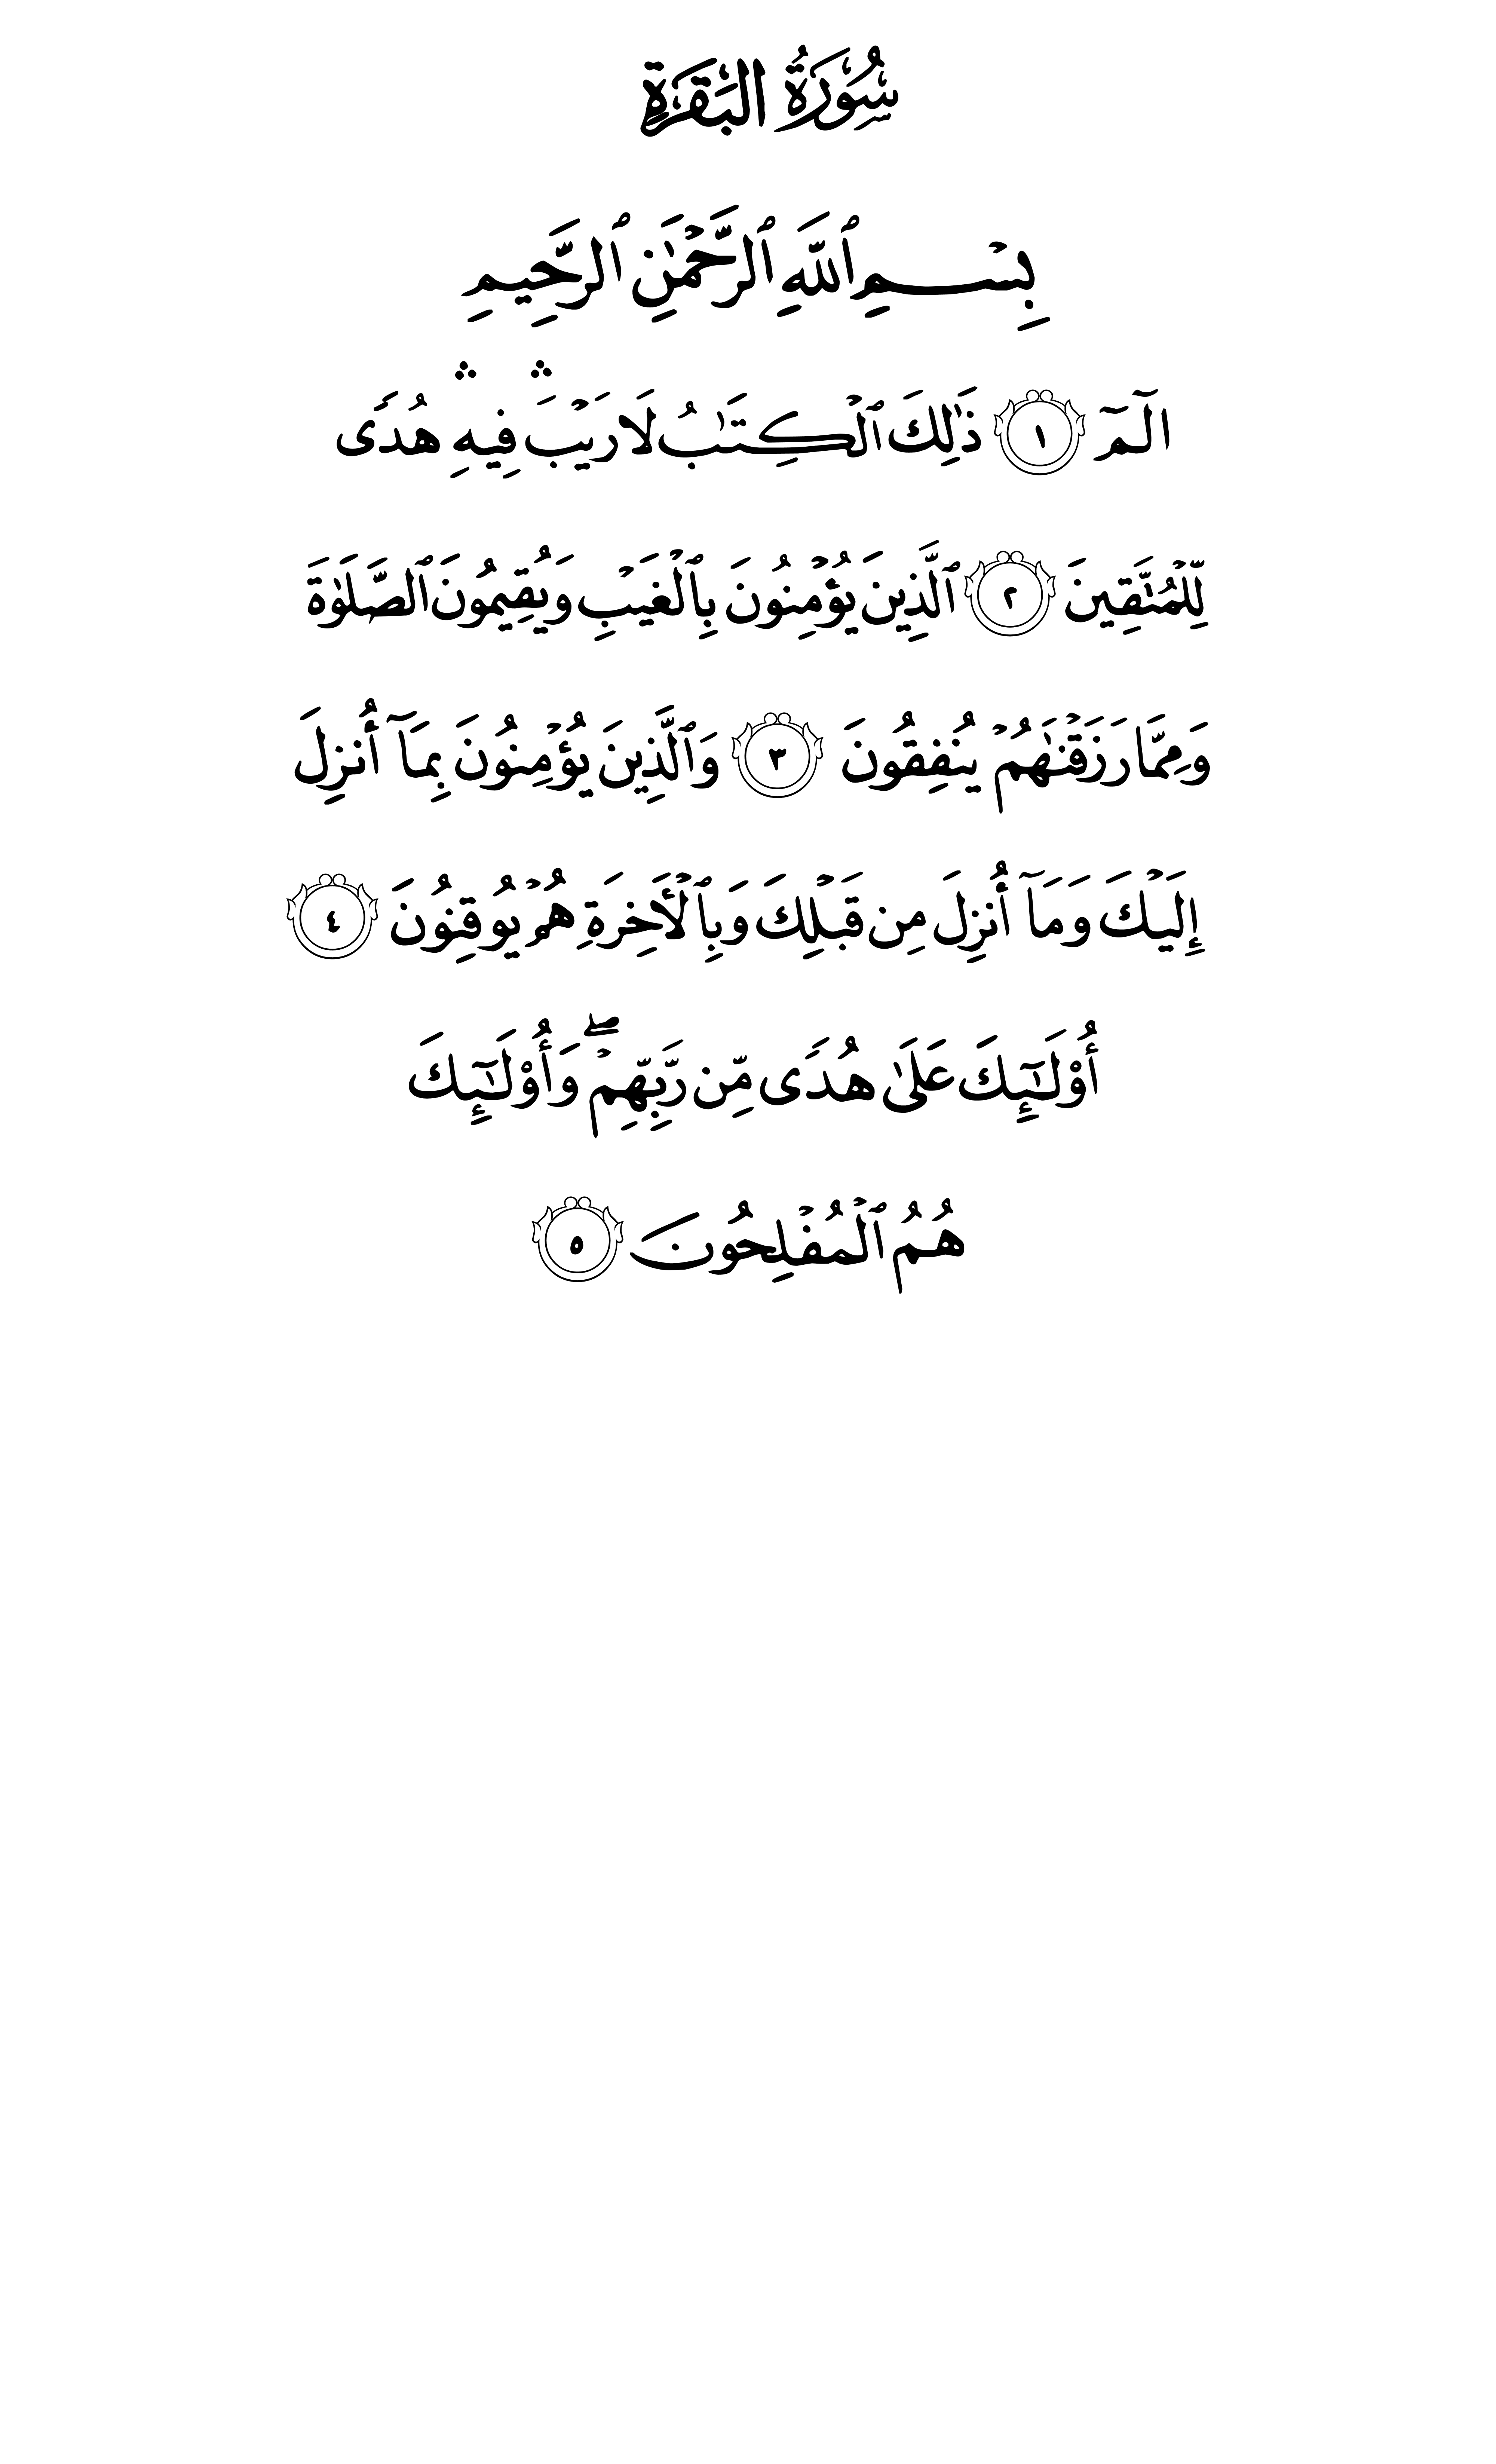 سُورَةُ البَقَرَةِ
بِسۡمِ ٱللَّهِ ٱلرَّحۡمَٰنِ ٱلرَّحِيمِ
الٓمٓ ١ ذَٰلِكَ ٱلۡكِتَٰبُ لَا رَيۡبَۛ فِيهِۛ هُدٗى
لِّلۡمُتَّقِينَ ٢ ٱلَّذِينَ يُؤۡمِنُونَ بِٱلۡغَيۡبِ وَيُقِيمُونَ ٱلصَّلَوٰةَ
وَمِمَّا رَزَقۡنَٰهُمۡ يُنفِقُونَ ٣ وَٱلَّذِينَ يُؤۡمِنُونَ بِمَآ أُنزِلَ
إِلَيۡكَ وَمَآ أُنزِلَ مِن قَبۡلِكَ وَبِٱلۡأٓخِرَةِ هُمۡ يُوقِنُونَ ٤
أُوْلَٰٓئِكَ عَلَىٰ هُدٗى مِّن رَّبِّهِمۡۖ وَأُوْلَٰٓئِكَ
هُمُ ٱلۡمُفۡلِحُونَ ٥